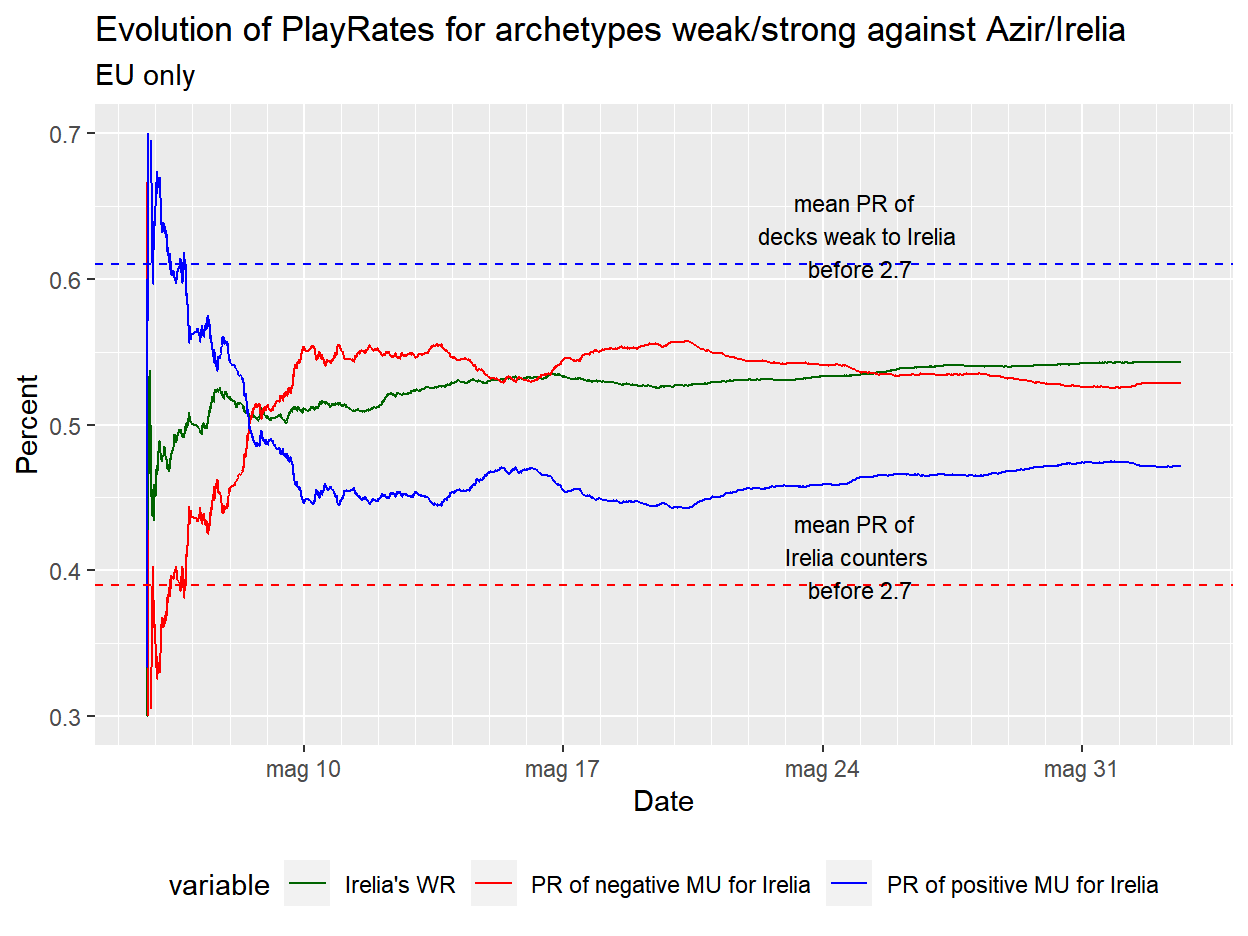 Evolution of PlayRates for archetypes weak/strong against Azir/Irelia
EU only
Percent
0.7
0.6
0.5
0.4
0.3
mean PR of
decks weak to Irelia
before 2.7
mean PR of
Irelia counters
before 2.7
mag 10
mag 17
mag 24
mag 31
Date
variable
Irelia's WR
PR of negative MU for Irelia
PR of positive MU for Irelia